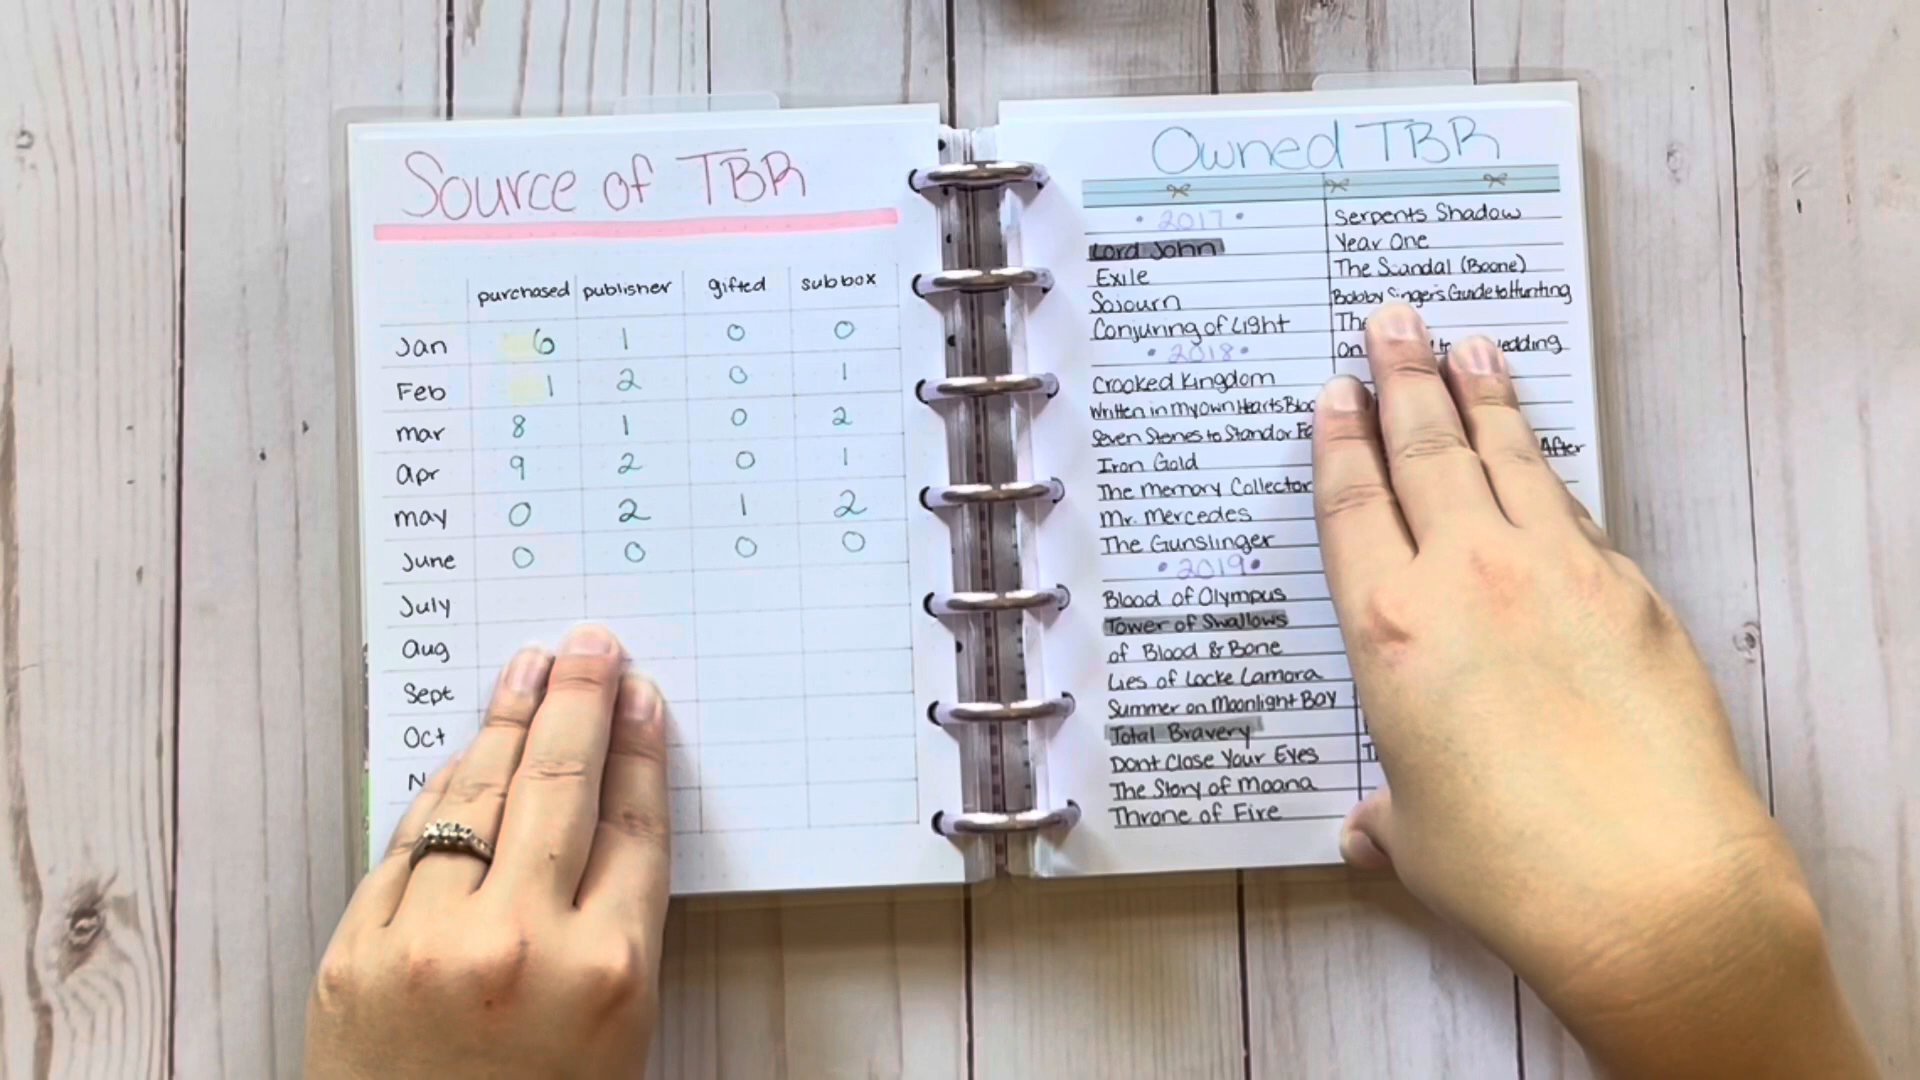 Source of TBR
purchased publisher gifted sub box
Jan 6 1 0 0
Feb 1 2 0 1
mar 8 1 0 2
apr 9 2 0 1
may 0 2 1 2
June 0 0 0 0
July
Aug
Sept
Oct
N
Owned TBR
• 2017 •
Lord John
Exile
Sojourn
Conjuring of Light
• 2018 •
Crooked Kingdom
Written in my own Hearts
Seven Stones to Stand or
Iron Gold
The Memory Collector
Mr. Mercedes
The Gunslinger
• 2019 •
Blood of Olympus
Tower of Swallows
of Blood & Bone
Lies of Locke Lamora
Summer on Moonlight Bay
Total Bravery
Dont Close Your Eyes
The Story of Moana
Throne of Fire
Serpents Shadow
Year One
The Scandal (Boone)
Bobby Singer's Guide to Hunting
The
On
After